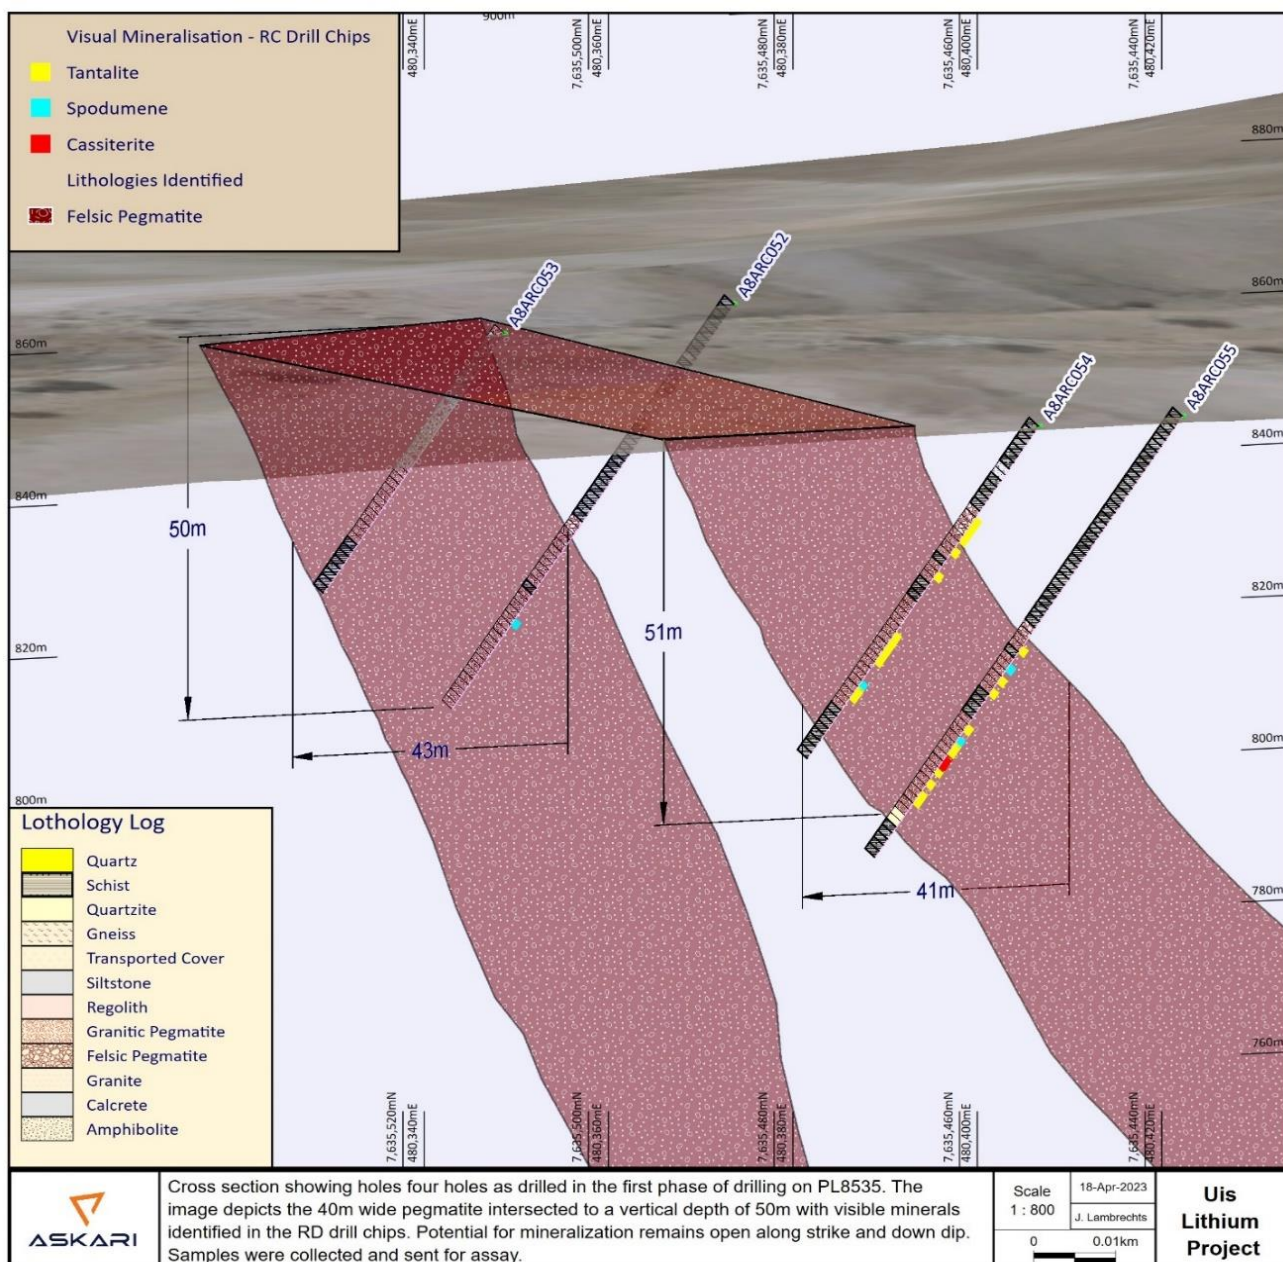 900m
7,635,500mN
7,635,480mN
7,635,460mN
7,635,440mN
480,340mE
480,360mE
480,380mE
480,400mE
480,420mE
Visual Mineralisation - RC Drill Chips
Tantalite
Spodumene
Cassiterite
Lithologies Identified
Felsic Pegmatite
880m
860m
840m
820m
800m
780m
760m
860m
840m
820m
800m
A8ARC053
A8ARC052
A8ARC054
A8ARC055
50m
51m
43m
41m
Lothology Log
Quartz
Schist
Quartzite
Gneiss
Transported Cover
Siltstone
Regolith
Granitic Pegmatite
Felsic Pegmatite
Granite
Calcrete
Amphibolite
7,635,520mN
480,340mE
7,635,500mN
480,360mE
7,635,480mN
480,380mE
7,635,460mN
480,400mE
7,635,440mN
480,420mE
ASKARI
Cross section showing holes four holes as drilled in the first phase of drilling on PL8535. The
image depicts the 40m wide pegmatite intersected to a vertical depth of 50m with visible minerals
identified in the RD drill chips. Potential for mineralization remains open along strike and down dip.
Samples were collected and sent for assay.
Scale
1 : 800
18-Apr-2023
J. Lambrechts
0 0.01km
Uis
Lithium
Project